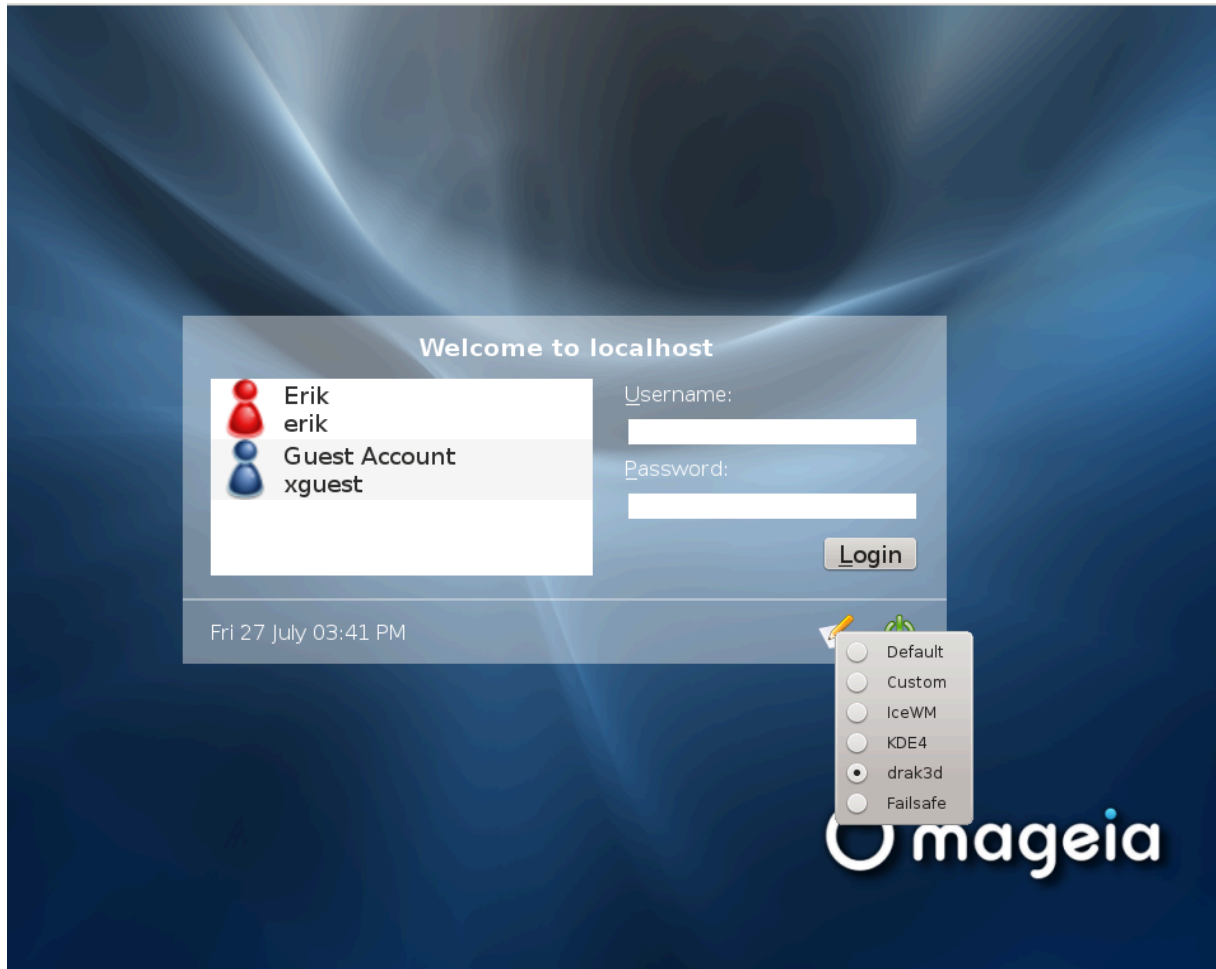 Welcome to localhost
Erik
erik
Guest Account
xguest
Username:
Password:
Login
Fri 27 July 03:41 PM
Default
Custom
IceWM
KDE4
drak3d
Failsafe
mageia